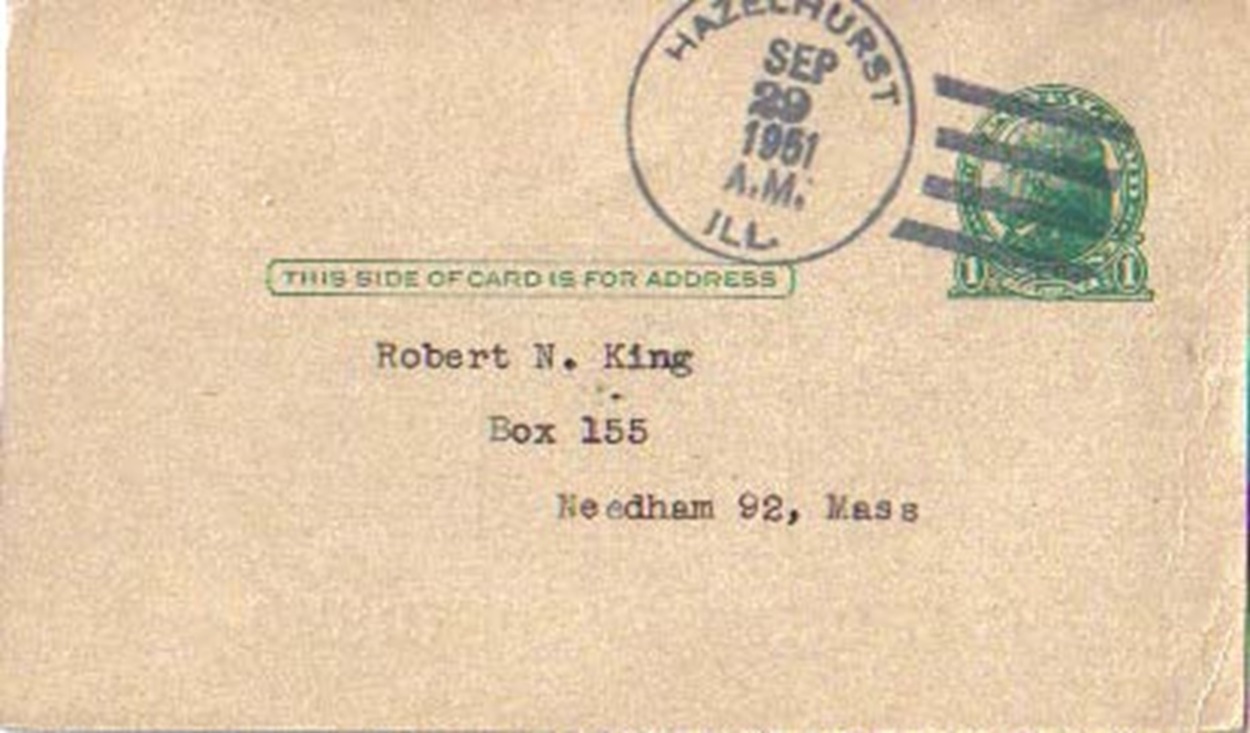 HAZELHURST
SEP
29
1951
A.M.
ILL.
1 1
THIS SIDE OF CARD IS FOR ADDRESS
Robert N. King
Box 155
Needham 92, Mass